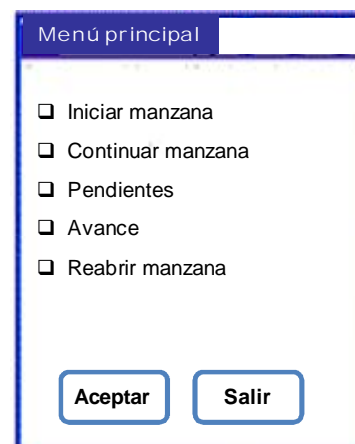 Menú principal
❑ Iniciar manzana
❑ Continuar manzana
❑ Pendientes
❑ Avance
❑ Reabrir manzana
Aceptar Salir